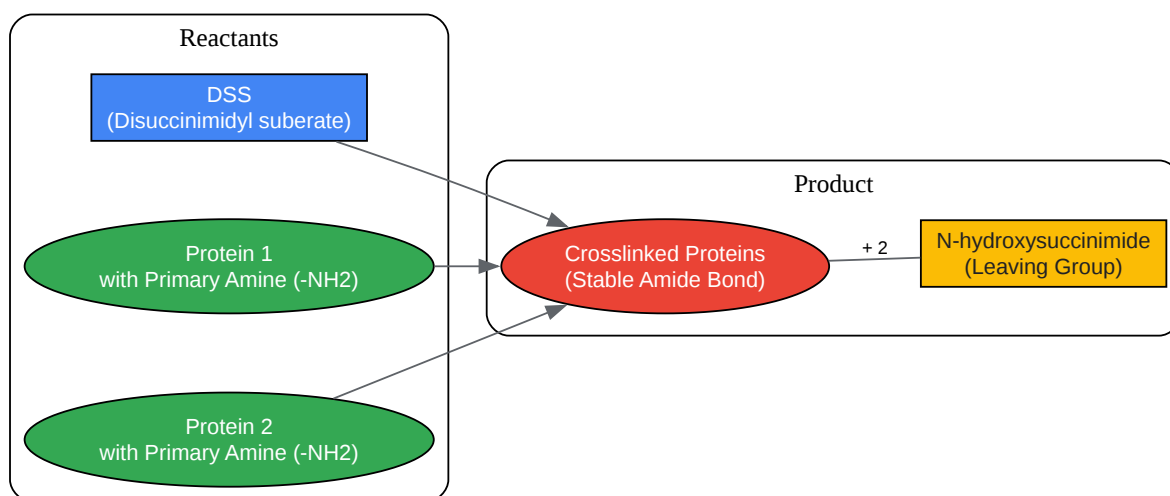 Reactants
DSS
(Disuccinimidyl suberate)
Protein 1
with Primary Amine (-NH2)
Protein 2
with Primary Amine (-NH2)
Product
Crosslinked Proteins
(Stable Amide Bond)
+ 2
N-hydroxysuccinimide
(Leaving Group)